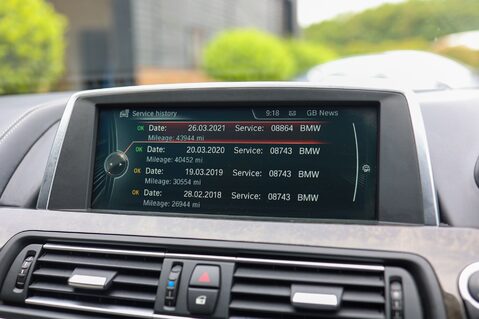 Service history 9:18 GB News
OK Date: 26.03.2021 Service: 08864 BMW
Mileage: 43944 mi
OK Date: 20.03.2020 Service: 08743 BMW
Mileage: 40452 mi
OK Date: 19.03.2019 Service: 08743 BMW
Mileage: 30554 mi
OK Date: 28.02.2018 Service: 08743 BMW
Mileage: 26944 mi